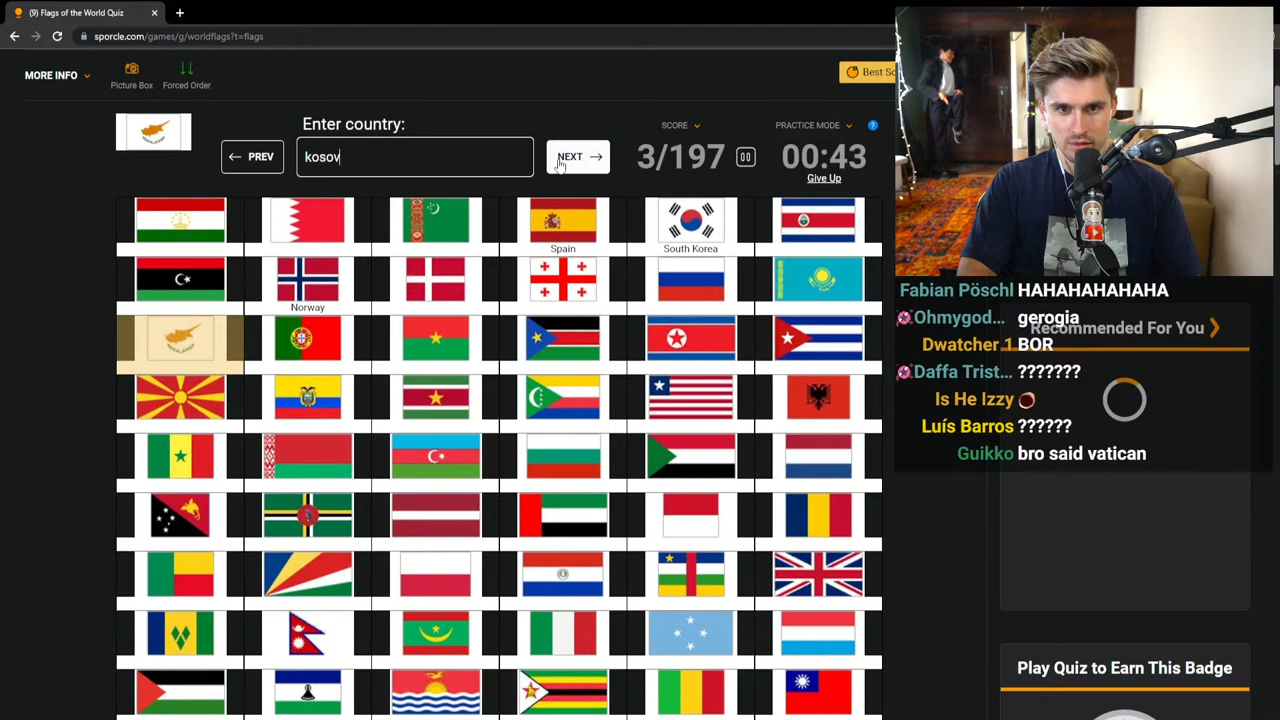 (9) Flags of the World Quiz
sporcle.com/games/g/worldflags?t=flags
MORE INFO
Picture Box
Forced Order
Best Sc
Enter country:
PREV
kosov
NEXT
SCORE
3/197
PRACTICE MODE
00:43
Give Up
Spain
South Korea
Norway
Fabian Pöschl HAHAHAHAHAHA
Ohmygod... gerogia
Recommended For You
Dwatcher 1 BOR
Daffa Trist... ???????
Is He Izzy
Luís Barros ??????
Guikko bro said vatican
Play Quiz to Earn This Badge